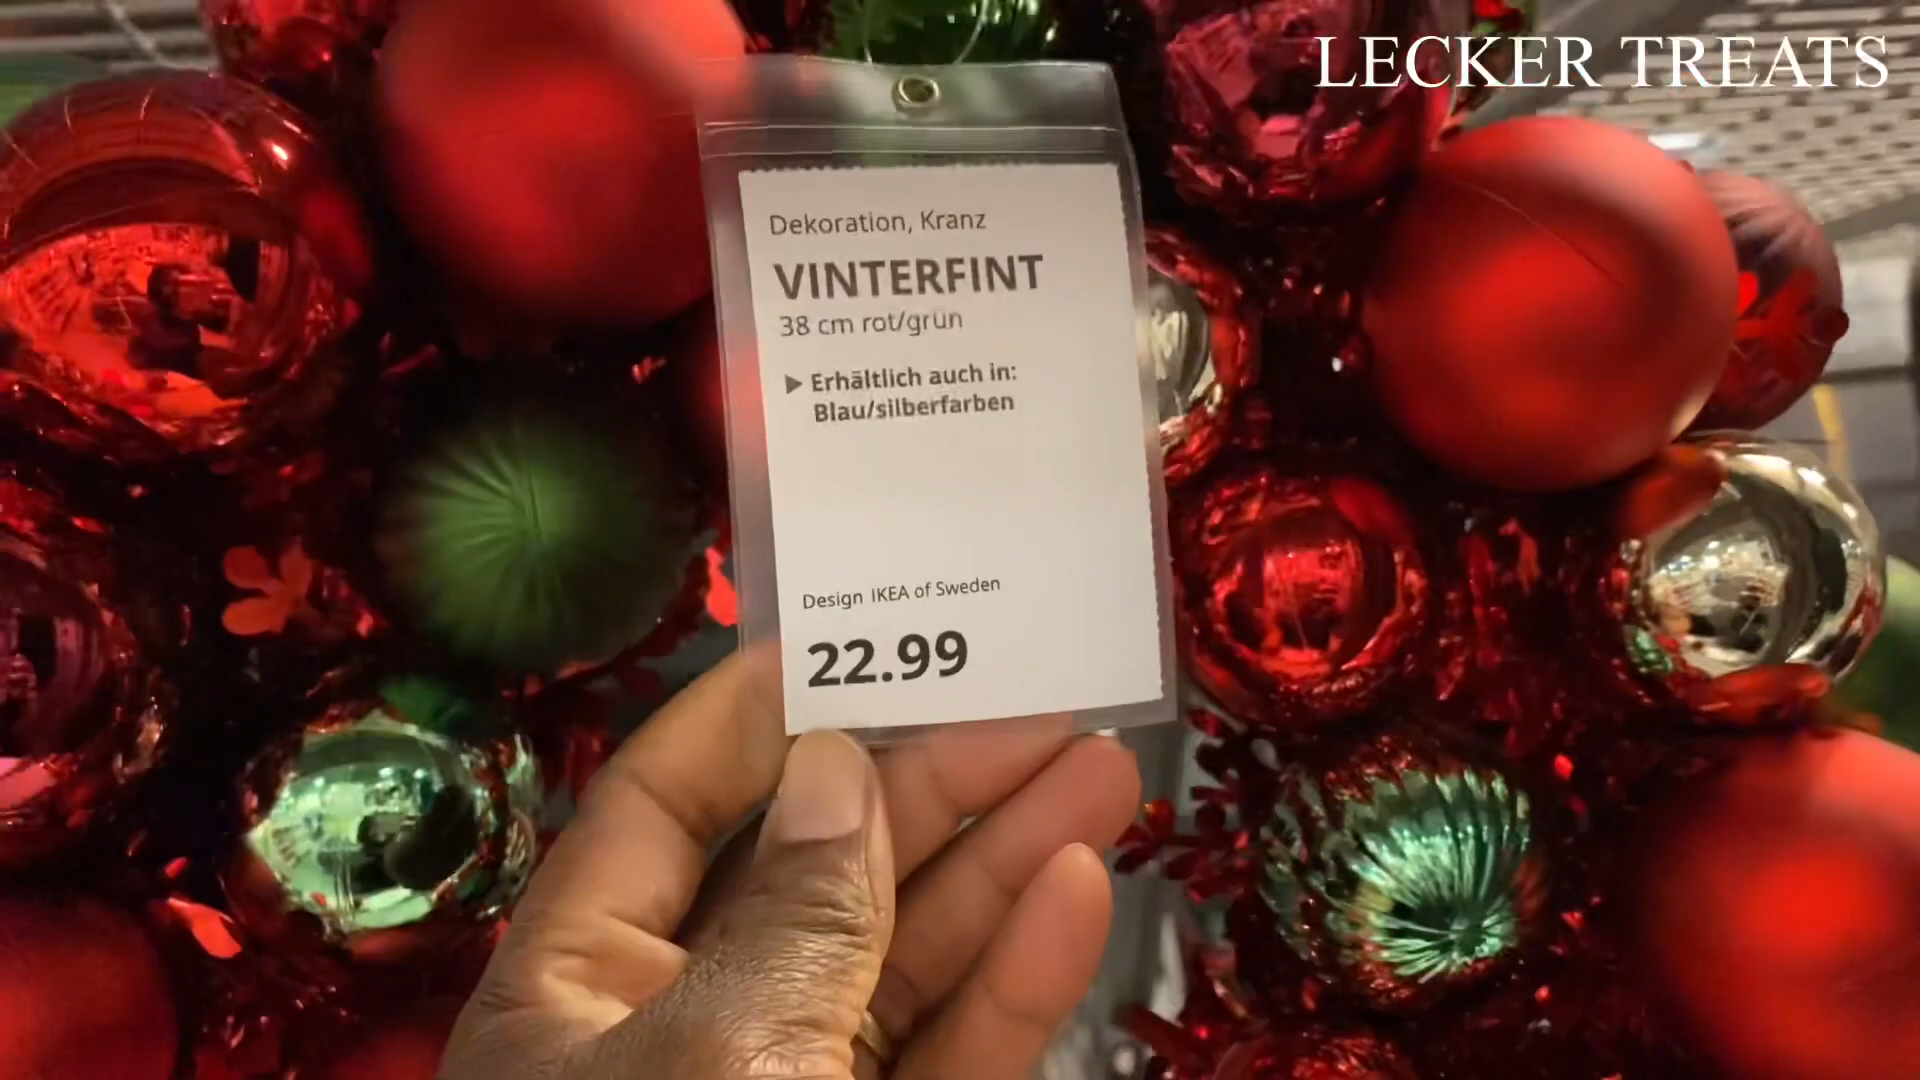 LECKER TREATS
Dekoration, Kranz
VINTERFINT
38 cm rot/grün
▶ Erhältlich auch in:
Blau/silberfarben
Design IKEA of Sweden
22.99